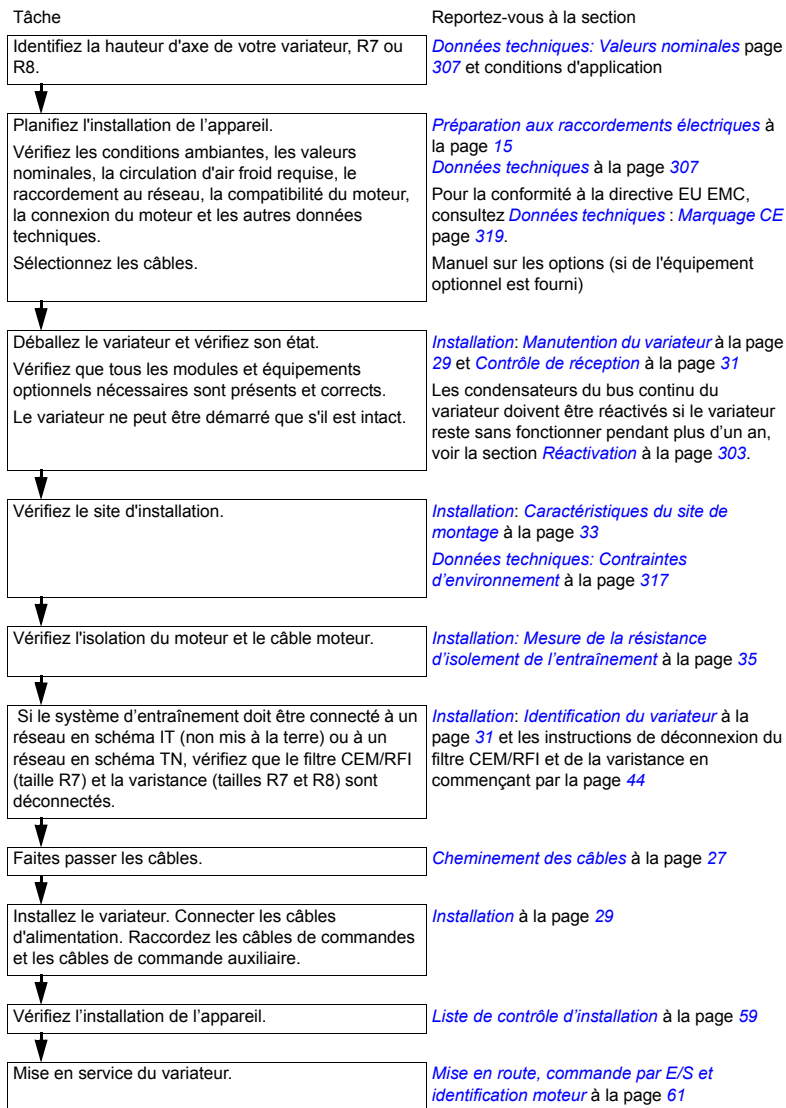 Tâche
Reportez-vous à la section
Identifiez la hauteur d'axe de votre variateur, R7 ou
R8.
Données techniques: Valeurs nominales page
307 et conditions d'application
Planifiez l'installation de l'appareil.
Vérifiez les conditions ambiantes, les valeurs
nominales, la circulation d'air froid requise, le
raccordement au réseau, la compatibilité du moteur,
la connexion du moteur et les autres données
techniques.
Sélectionnez les câbles.
Préparation aux raccordements électriques à
la page 15
Données techniques à la page 307
Pour la conformité à la directive EU EMC,
consultez Données techniques : Marquage CE
page 319.
Manuel sur les options (si de l'équipement
optionnel est fourni)
Déballez le variateur et vérifiez son état.
Vérifiez que tous les modules et équipements
optionnels nécessaires sont présents et corrects.
Le variateur ne peut être démarré que s'il est intact.
Installation: Manutention du variateur à la page
29 et Contrôle de réception à la page 31
Les condensateurs du bus continu du
variateur doivent être réactivés si le variateur
reste sans fonctionner pendant plus d'un an,
voir la section Réactivation à la page 303.
Vérifiez le site d'installation.
Installation: Caractéristiques du site de
montage à la page 33
Données techniques: Contraintes
d'environnement à la page 317
Vérifiez l'isolation du moteur et le câble moteur.
Installation: Mesure de la résistance
d'isolement de l'entraînement à la page 35
Si le système d'entraînement doit être connecté à un
réseau en schéma IT (non mis à la terre) ou à un
réseau en schéma TN, vérifiez que le filtre CEM/RFI
(taille R7) et la varistance (tailles R7 et R8) sont
déconnectés.
Installation: Identification du variateur à la
page 31 et les instructions de déconnexion du
filtre CEM/RFI et de la varistance en
commençant par la page 44
Faites passer les câbles.
Cheminement des câbles à la page 27
Installez le variateur. Connecter les câbles
d'alimentation. Raccordez les câbles de commandes
et les câbles de commande auxiliaire.
Installation à la page 29
Vérifiez l'installation de l'appareil.
Liste de contrôle d'installation à la page 59
Mise en service du variateur.
Mise en route, commande par E/S et
identification moteur à la page 61